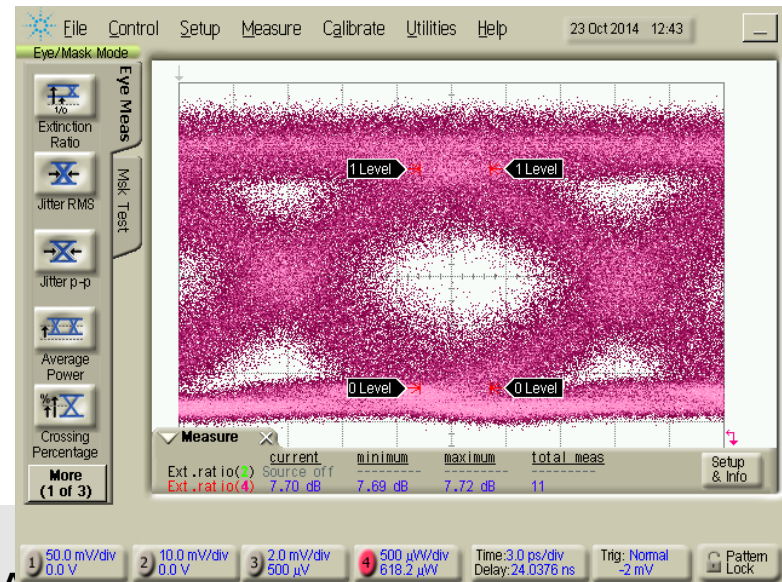 File Control Setup Measure Calibrate Utilities Help 23 Oct 2014 12:43
Eye/Mask Mode
Eye Meas
Msk Test
Extinction
Ratio
Jitter RMS
Jitter p-p
Average
Power
Crossing
Percentage
More
(1 of 3)
1 Level 1 Level
0 Level 0 Level
Measure
current minimum maximum total meas
Ext.ratio(2) Source off --------- --------- ---------
Ext.ratio(4) 7.70 dB 7.69 dB 7.72 dB 11
Setup
& Info
1 50.0 mV/div
0.0 V
2 10.0 mV/div
0.0 V
3 2.0 mV/div
500 µV
4 500 µW/div
618.2 µW
Time:3.0 ps/div
Delay:24.0376 ns
Trig: Normal
-2 mV
Pattern
Lock